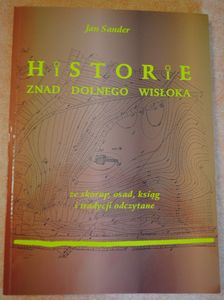 Jan Sander
HiSTORiE
ZNAD DOLNEGO WISŁOKA
ze skorup, osad, ksiąg
i tradycji odczytane